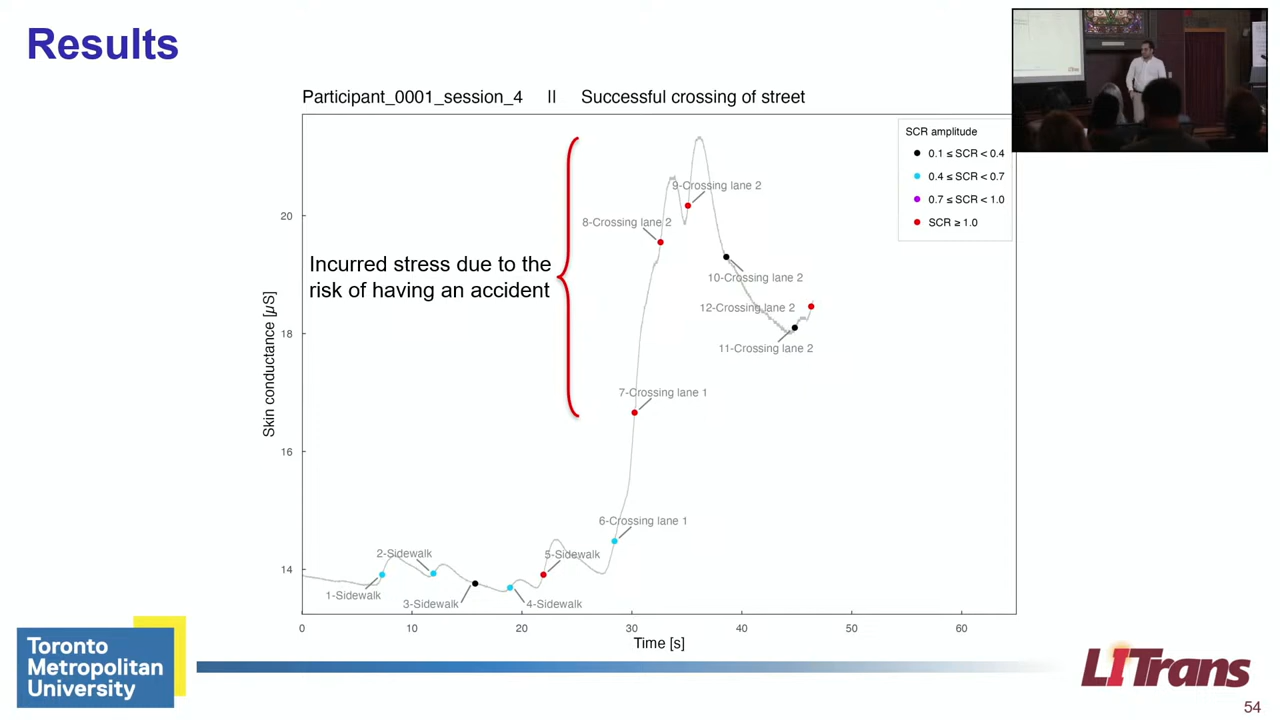 Results
Participant_0001_session_4 II Successful crossing of street
SCR amplitude
0.1 ≤ SCR < 0.4
0.4 ≤ SCR < 0.7
0.7 ≤ SCR < 1.0
SCR ≥ 1.0
20
18
16
14
Skin conductance [µS]
Incurred stress due to the
risk of having an accident
9-Crossing lane 2
8-Crossing lane 2
10-Crossing lane 2
12-Crossing lane 2
11-Crossing lane 2
7-Crossing lane 1
6-Crossing lane 1
2-Sidewalk
5-Sidewalk
1-Sidewalk
3-Sidewalk
4-Sidewalk
0 10 20 30 40 50 60
Time [s]
Toronto
Metropolitan
University
LiTrans
54